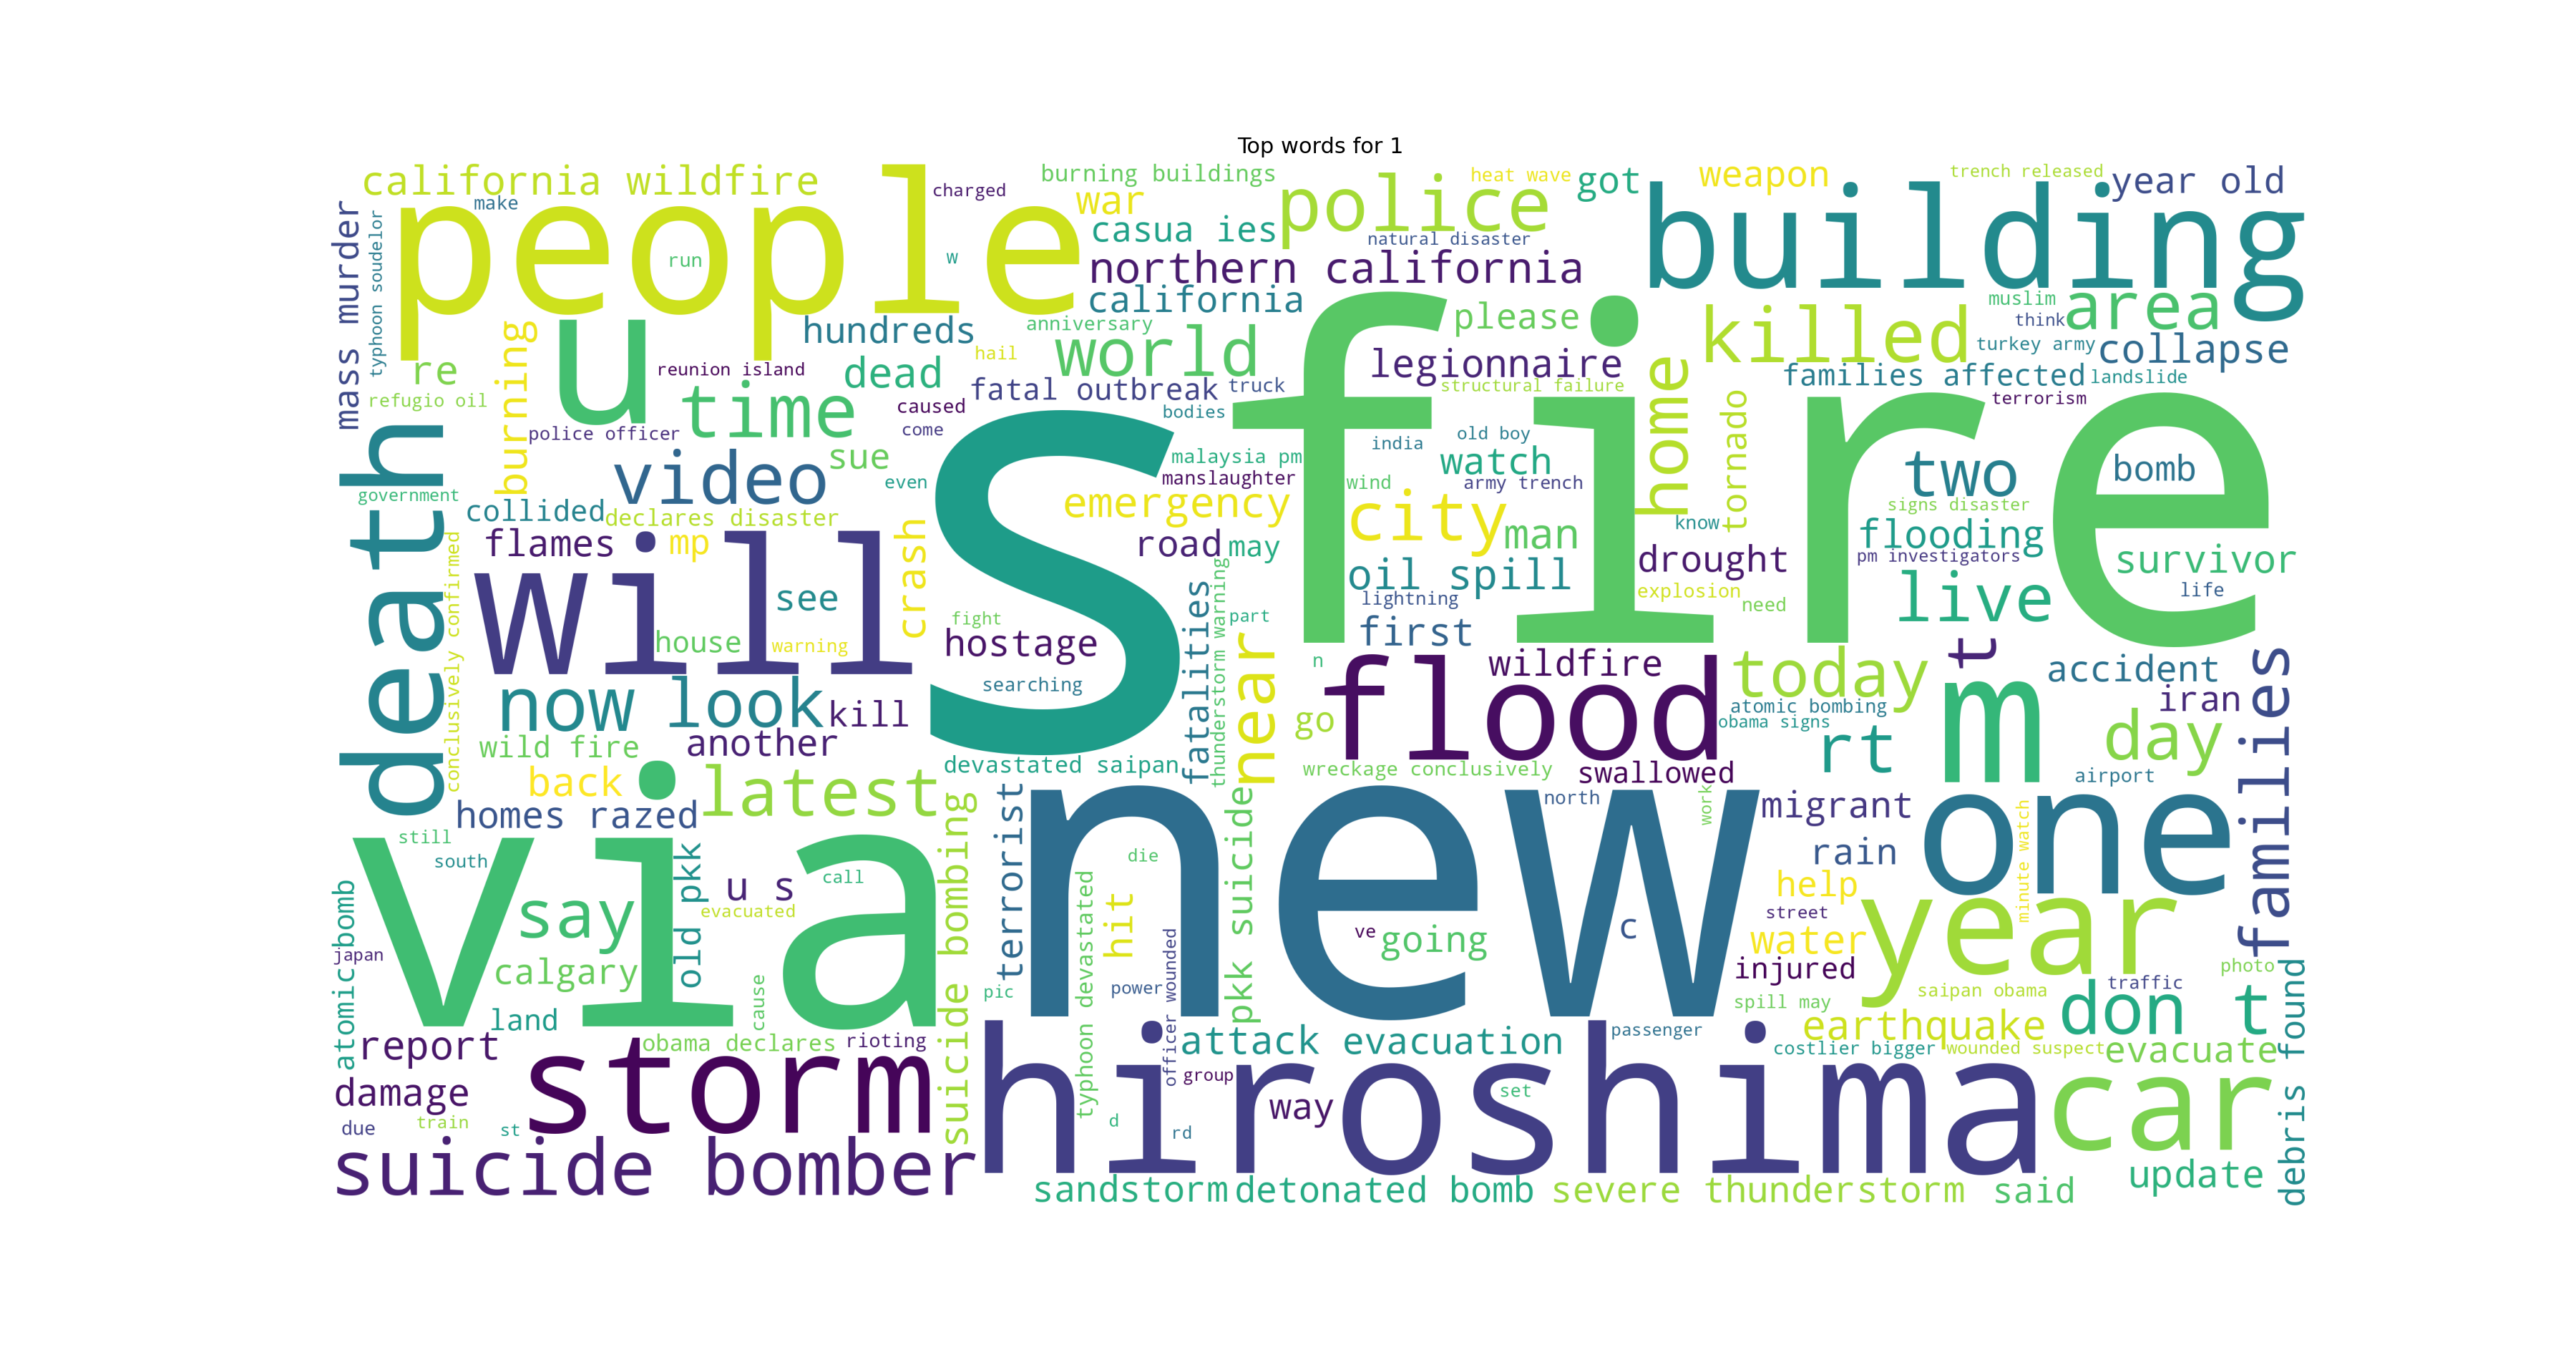 Top words for 1
california wildfire
make
people
run
charged
w
burning buildings
war
casua ies
northern california
california
anniversary
world
police
heat wave
got
natural disaster
weapon
trench released
year old
building
muslim
think
area
killed
turkey army
collapse
families affected
landslide
terrorism
mass murder
typhoon soudelor
re
refugio oil
burning
u
hundreds
reunion island
time
dead
hail
fatal outbreak
truck
bodies
caused
come
police officer
video
sue
even
please
legionnaire
structural failure
fire
s
home
tornado
malaysia pm
manslaughter
india
old boy
watch
army trench
wind
emergency
city
man
road
may
oil spill
lightning
first
know
drought
explosion
need
two
bomb
signs disaster
flooding
pm investigators
survivor
live
life
death
government
conclusively confirmed
collided
declares disaster
flames
mp
will
see
house
warning
crash
fight
hostage
searching
fatalities
thunderstorm warning
part
near
n
go
flood
wildfire
today
t
m
accident
iran
families
atomic bombing
obama signs
rt
day
airport
now look
kill
wild fire
another
back
latest
homes razed
devastated saipan
wreckage conclusively
swallowed
via
still
south
old pkk
u s
call
evacuated
say
calgary
cause
land
atomic bomb
japan
suicide bombing
terrorist
new
north
work
migrant
rain
help
street
water
injured
spill may
one
minute watch
year
saipan obama
traffic
photo
don t
debris found
die
hit
typhoon devastated
power
officer wounded
pic
pkk suicide
ve
going
c
passenger
earthquake
costlier bigger
wounded suspect
evacuate
report
obama declares
rioting
storm
damage
due
train
st
suicide bomber
attack evacuation
group
hiroshima
way
set
d
rd
car
update
sandstorm
detonated bomb
severe thunderstorm
said